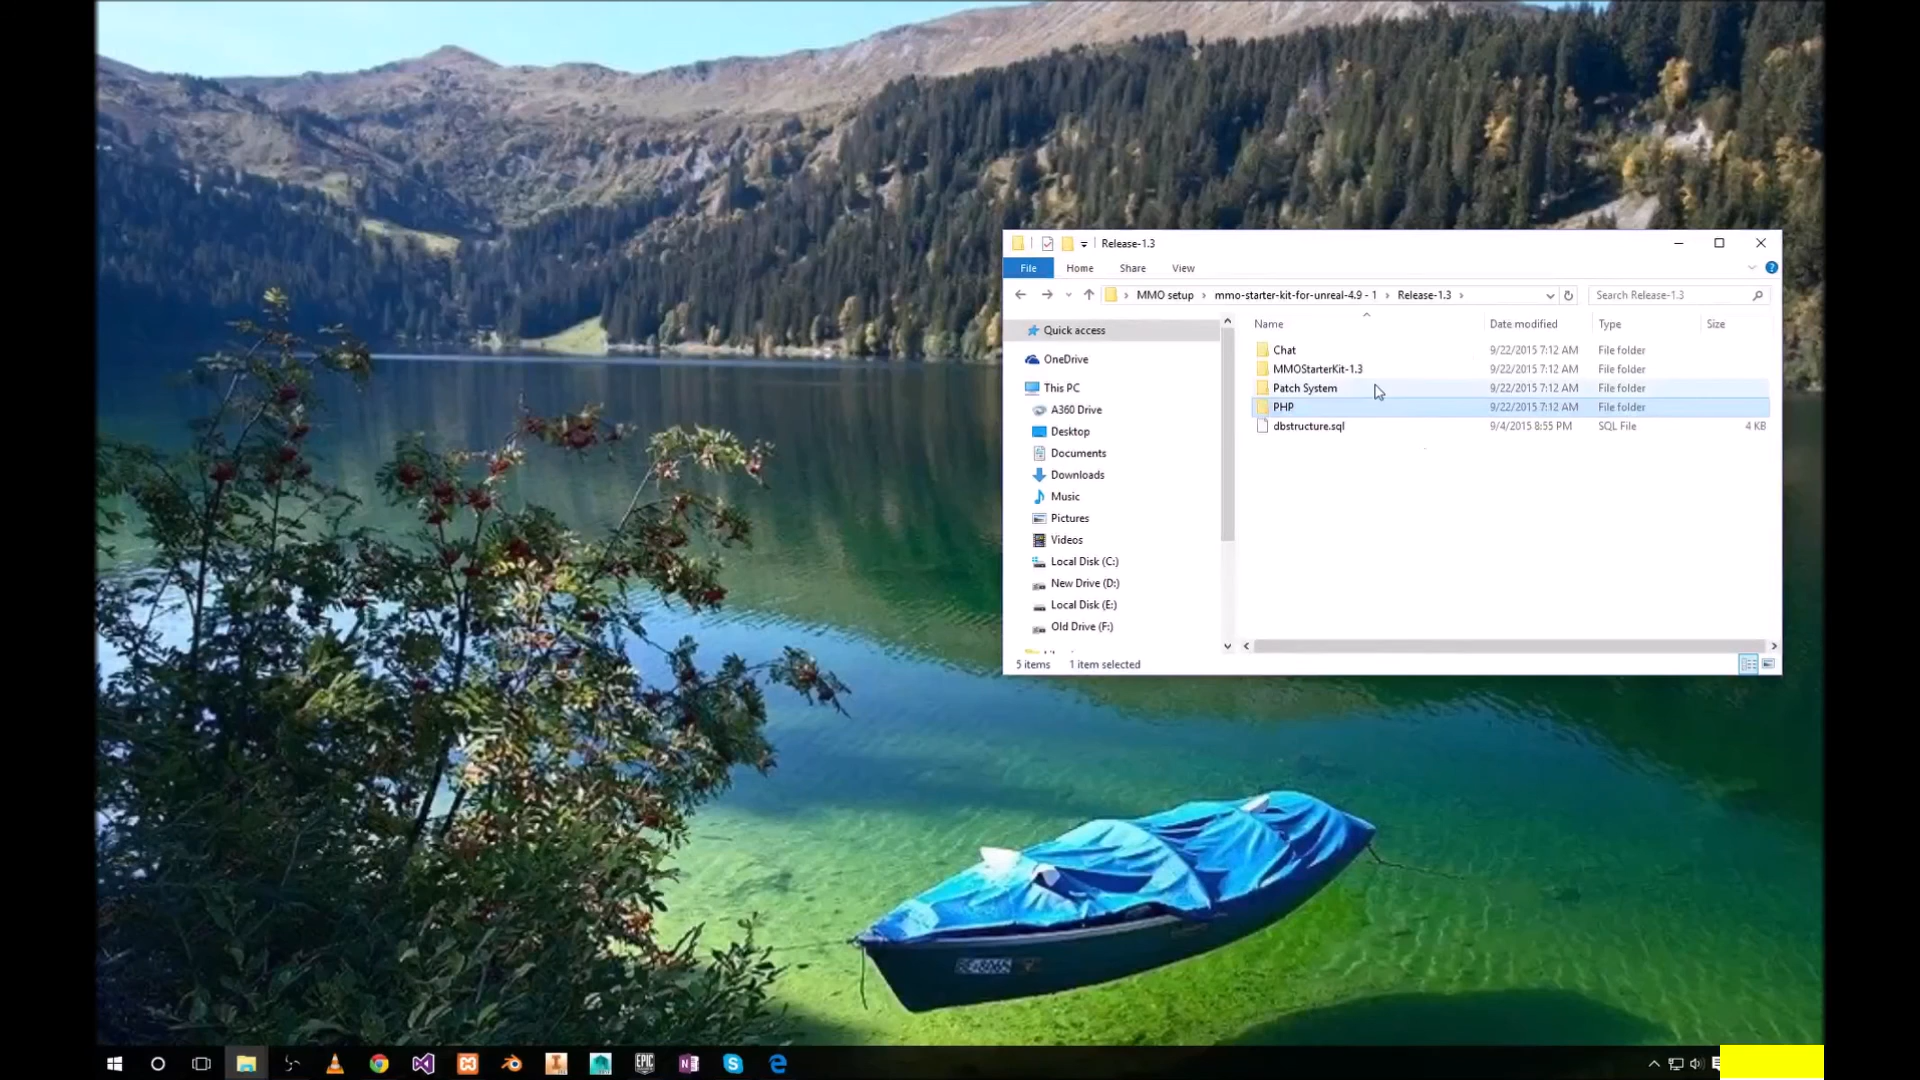 Release-1.3
File Home Share View
MMO setup mmo-starter-kit-for-unreal-4.9 - 1 Release-1.3 Search Release-1.3
Quick access
OneDrive
This PC
A360 Drive
Desktop
Documents
Downloads
Music
Pictures
Videos
Local Disk (C:)
New Drive (D:)
Local Disk (E:)
Old Drive (F:)
Name Date modified Type Size
Chat 9/22/2015 7:12 AM File folder
MMOStarterKit-1.3 9/22/2015 7:12 AM File folder
Patch System 9/22/2015 7:12 AM File folder
PHP 9/22/2015 7:12 AM File folder
dbstructure.sql 9/4/2015 8:55 PM SQL File 4 KB
5 items 1 item selected
EPIC